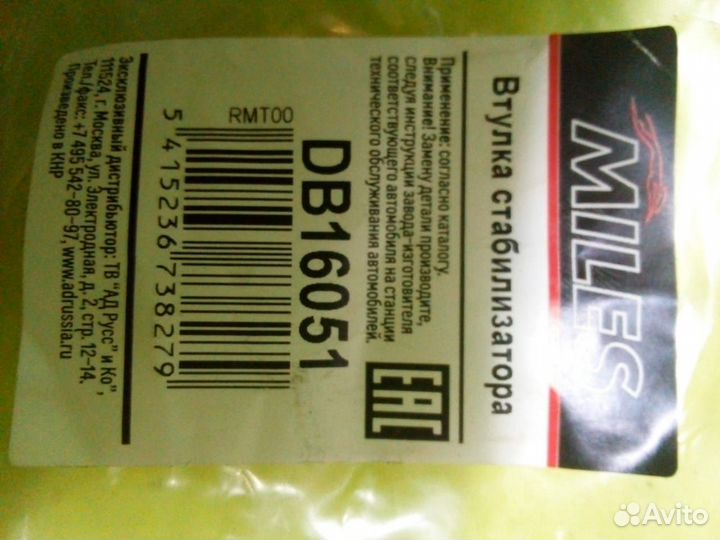 MILES
Втулка стабилизатора
Применение: согласно каталогу.
Внимание! Замену детали производите,
следуя инструкции завода-изготовителя
соответствующего автомобиля на станции
технического обслуживания автомобилей.
EAC
DB16051
RMT00
5 415236 738279
Эксклюзивный дистрибьютор: ТВ "АД Русс" и Ко",
111524, г. Москва, ул. Электродная, д. 2, стр. 12-14.
Тел./факс: +7 495 542-80-97, www.adrussia.ru
Произведено в КНР
Avito